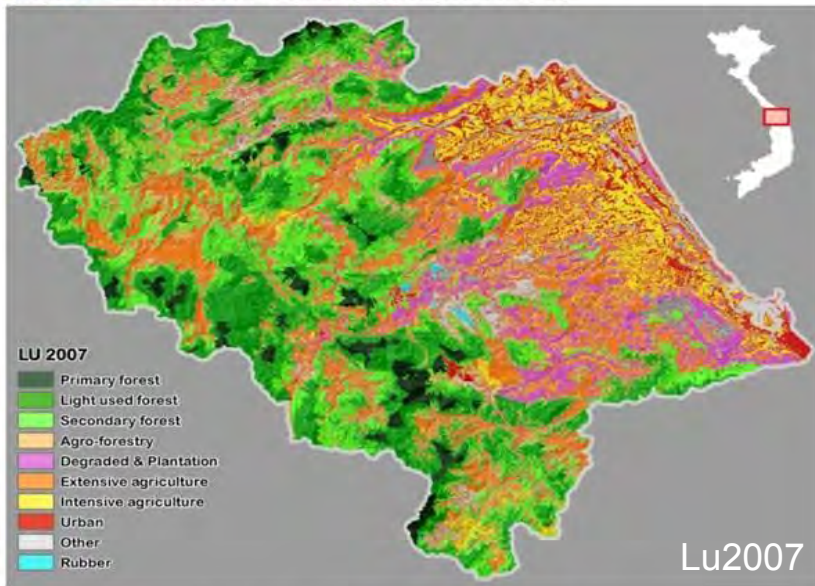 LU 2007
Primary forest
Light used forest
Secondary forest
Agro-forestry
Degraded & Plantation
Extensive agriculture
Intensive agriculture
Urban
Other
Rubber
Lu2007